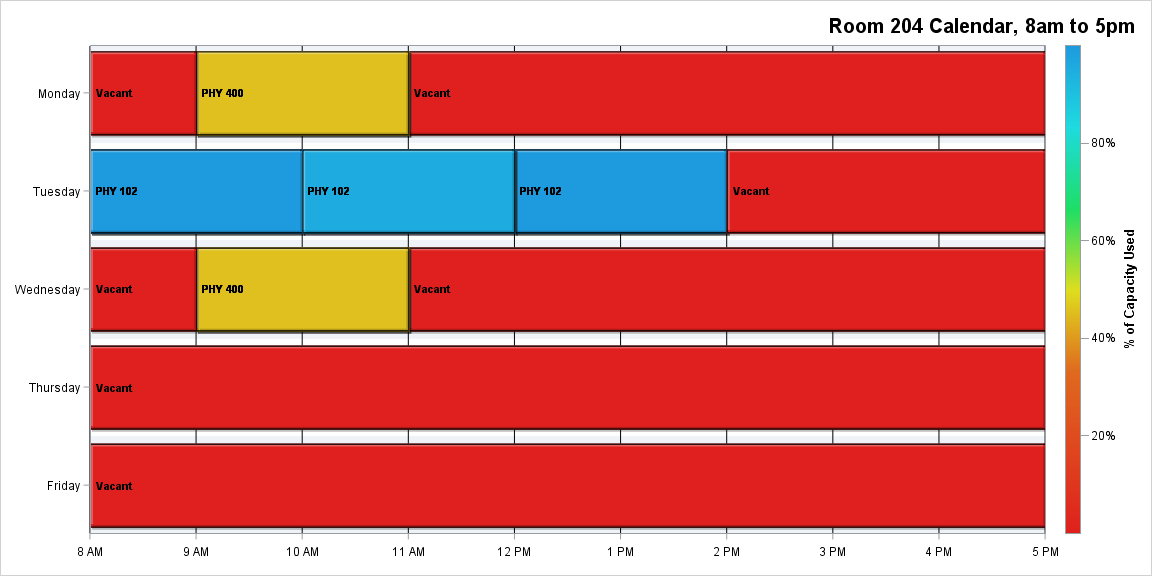 Room 204 Calendar, 8am to 5pm
Monday
Vacant
PHY 400
Vacant
Tuesday
PHY 102
PHY 102
PHY 102
Vacant
Wednesday
Vacant
PHY 400
Vacant
Thursday
Vacant
Friday
Vacant
8 AM
9 AM
10 AM
11 AM
12 PM
1 PM
2 PM
3 PM
4 PM
5 PM
80%
60%
40%
20%
% of Capacity Used